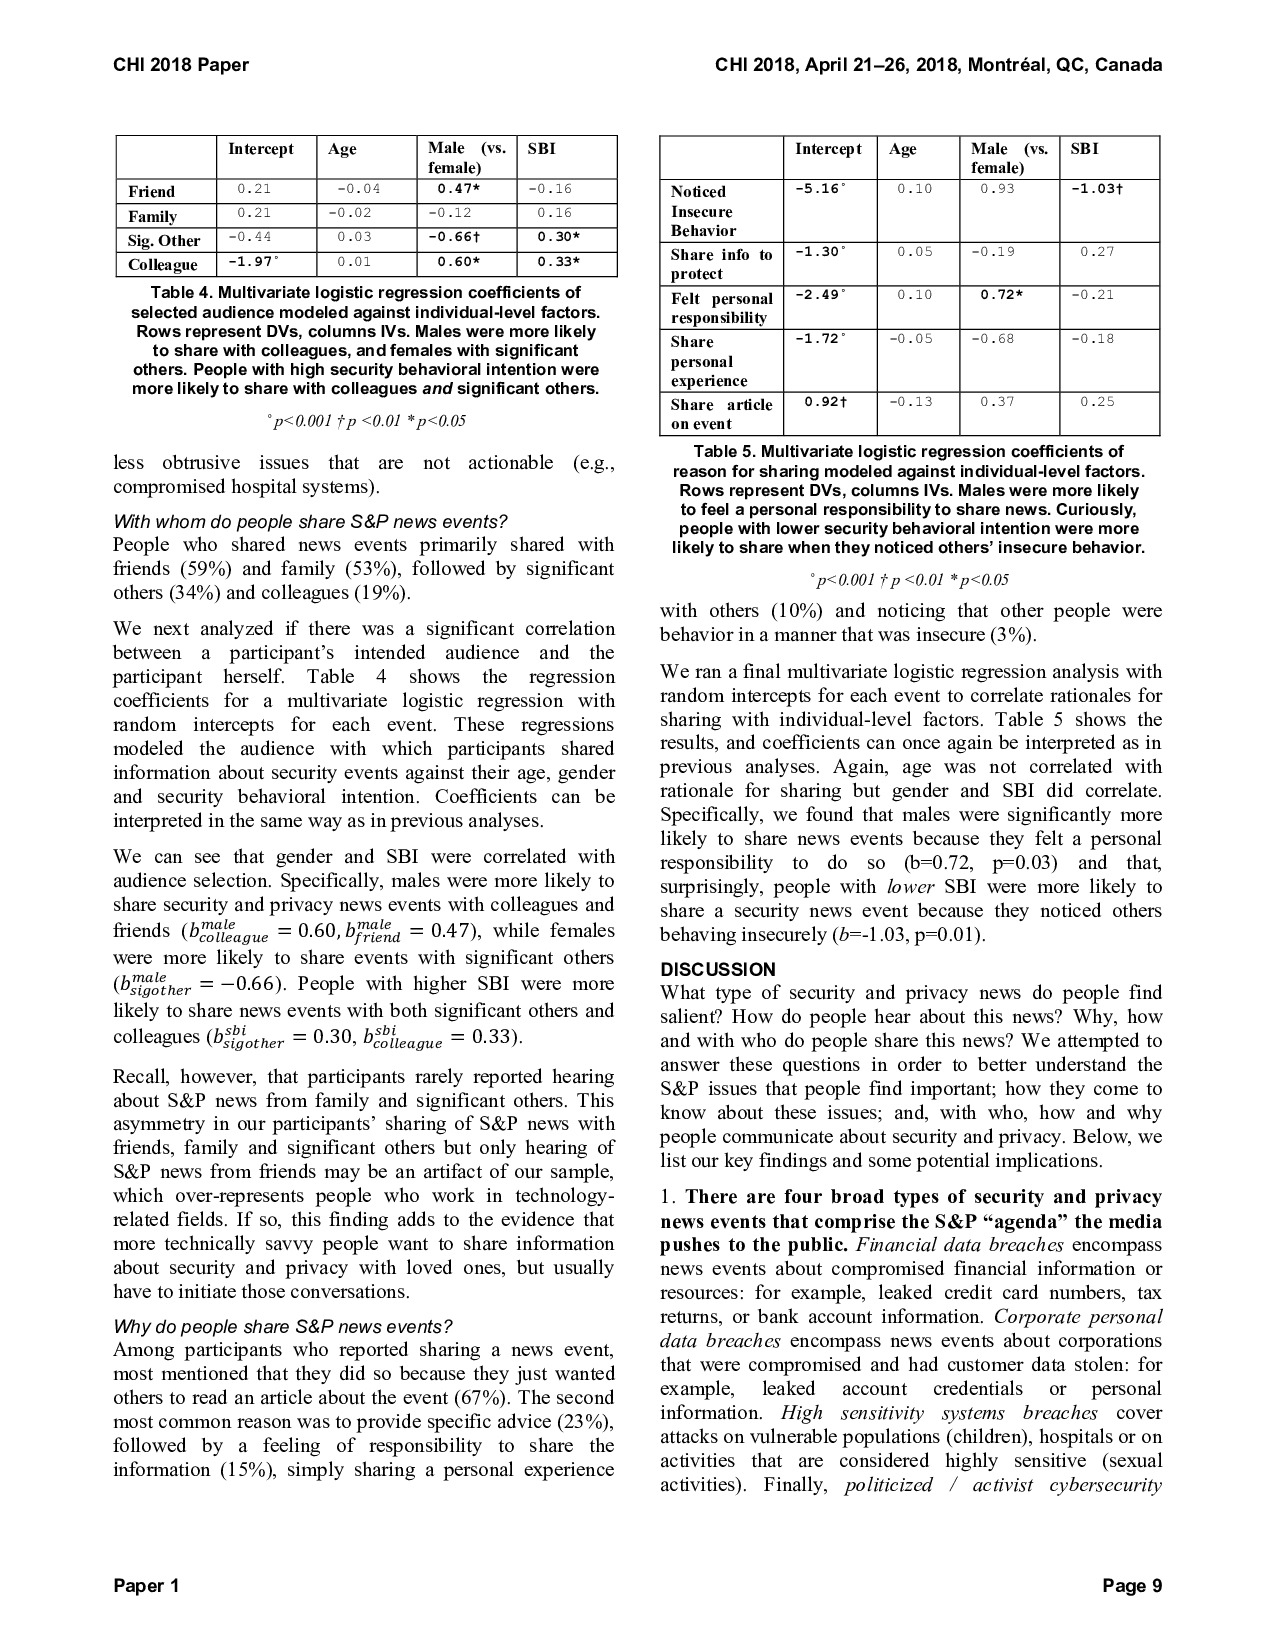 CHI 2018 Paper
CHI 2018, April 21–26, 2018, Montréal, QC, Canada
Intercept Age Male (vs. female) SBI
Friend 0.21 -0.04 0.47* -0.16
Family 0.21 -0.02 -0.12 0.16
Sig. Other -0.44 0.03 -0.66† 0.30*
Colleague -1.97˚ 0.01 0.60* 0.33*
Table 4. Multivariate logistic regression coefficients of
selected audience modeled against individual-level factors.
Rows represent DVs, columns IVs. Males were more likely
to share with colleagues, and females with significant
others. People with high security behavioral intention were
more likely to share with colleagues and significant others.
˚ p<0.001 † p <0.01 * p<0.05
less obtrusive issues that are not actionable (e.g.,
compromised hospital systems).
With whom do people share S&P news events?
People who shared news events primarily shared with
friends (59%) and family (53%), followed by significant
others (34%) and colleagues (19%).
We next analyzed if there was a significant correlation
between a participant’s intended audience and the
participant herself. Table 4 shows the regression
coefficients for a multivariate logistic regression with
random intercepts for each event. These regressions
modeled the audience with which participants shared
information about security events against their age, gender
and security behavioral intention. Coefficients can be
interpreted in the same way as in previous analyses.
We can see that gender and SBI were correlated with
audience selection. Specifically, males were more likely to
share security and privacy news events with colleagues and
friends (b^{male}_{colleague} = 0.60, b^{male}_{friend} = 0.47), while females
were more likely to share events with significant others
(b^{male}_{sigother} = −0.66). People with higher SBI were more
likely to share news events with both significant others and
colleagues (b^{sbi}_{sigother} = 0.30, b^{sbi}_{colleague} = 0.33).
Recall, however, that participants rarely reported hearing
about S&P news from family and significant others. This
asymmetry in our participants’ sharing of S&P news with
friends, family and significant others but only hearing of
S&P news from friends may be an artifact of our sample,
which over-represents people who work in technology-
related fields. If so, this finding adds to the evidence that
more technically savvy people want to share information
about security and privacy with loved ones, but usually
have to initiate those conversations.
Why do people share S&P news events?
Among participants who reported sharing a news event,
most mentioned that they did so because they just wanted
others to read an article about the event (67%). The second
most common reason was to provide specific advice (23%),
followed by a feeling of responsibility to share the
information (15%), simply sharing a personal experience
Intercept Age Male (vs. female) SBI
Noticed Insecure Behavior -5.16˚ 0.10 0.93 -1.03†
Share info to protect -1.30˚ 0.05 -0.19 0.27
Felt personal responsibility -2.49˚ 0.10 0.72* -0.21
Share personal experience -1.72˚ -0.05 -0.68 -0.18
Share article on event 0.92† -0.13 0.37 0.25
Table 5. Multivariate logistic regression coefficients of
reason for sharing modeled against individual-level factors.
Rows represent DVs, columns IVs. Males were more likely
to feel a personal responsibility to share news. Curiously,
people with lower security behavioral intention were more
likely to share when they noticed others’ insecure behavior.
˚ p<0.001 † p <0.01 * p<0.05
with others (10%) and noticing that other people were
behavior in a manner that was insecure (3%).
We ran a final multivariate logistic regression analysis with
random intercepts for each event to correlate rationales for
sharing with individual-level factors. Table 5 shows the
results, and coefficients can once again be interpreted as in
previous analyses. Again, age was not correlated with
rationale for sharing but gender and SBI did correlate.
Specifically, we found that males were significantly more
likely to share news events because they felt a personal
responsibility to do so (b=0.72, p=0.03) and that,
surprisingly, people with lower SBI were more likely to
share a security news event because they noticed others
behaving insecurely (b=-1.03, p=0.01).
DISCUSSION
What type of security and privacy news do people find
salient? How do people hear about this news? Why, how
and with who do people share this news? We attempted to
answer these questions in order to better understand the
S&P issues that people find important; how they come to
know about these issues; and, with who, how and why
people communicate about security and privacy. Below, we
list our key findings and some potential implications.
1. There are four broad types of security and privacy
news events that comprise the S&P “agenda” the media
pushes to the public. Financial data breaches encompass
news events about compromised financial information or
resources: for example, leaked credit card numbers, tax
returns, or bank account information. Corporate personal
data breaches encompass news events about corporations
that were compromised and had customer data stolen: for
example, leaked account credentials or personal
information. High sensitivity systems breaches cover
attacks on vulnerable populations (children), hospitals or on
activities that are considered highly sensitive (sexual
activities). Finally, politicized / activist cybersecurity
Paper 1
Page 9